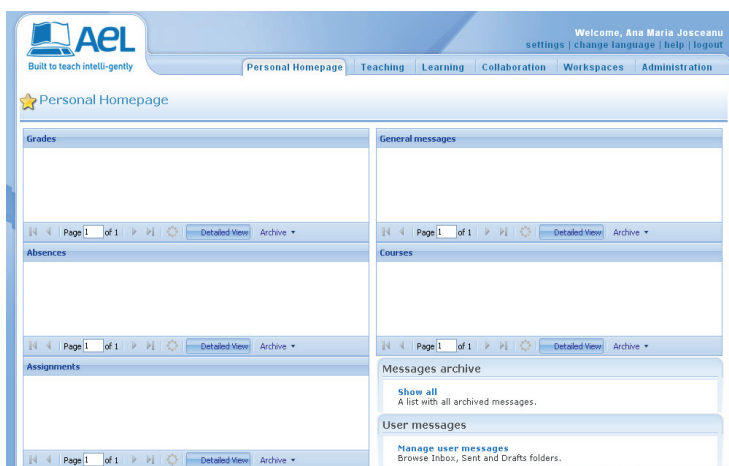 AeL
Built to teach intelli-gently
Welcome, Ana Maria Josceanu
settings | change language | help | logout
Personal Homepage
Teaching
Learning
Collaboration
Workspaces
Administration
Personal Homepage
Grades
Page 1 of 1
Detailed View
Archive
General messages
Page 1 of 1
Detailed View
Archive
Absences
Page 1 of 1
Detailed View
Archive
Courses
Page 1 of 1
Detailed View
Archive
Assignments
Page 1 of 1
Detailed View
Archive
Messages archive
Show all
A list with all archived messages.
User messages
Manage user messages
Browse Inbox, Sent and Drafts folders.